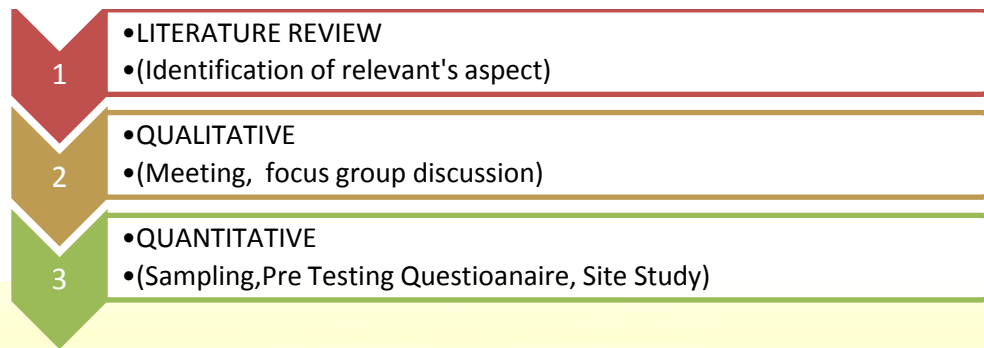 1
•LITERATURE REVIEW
•(Identification of relevant's aspect)
2
•QUALITATIVE
•(Meeting, focus group discussion)
3
•QUANTITATIVE
•(Sampling,Pre Testing Questioanaire, Site Study)